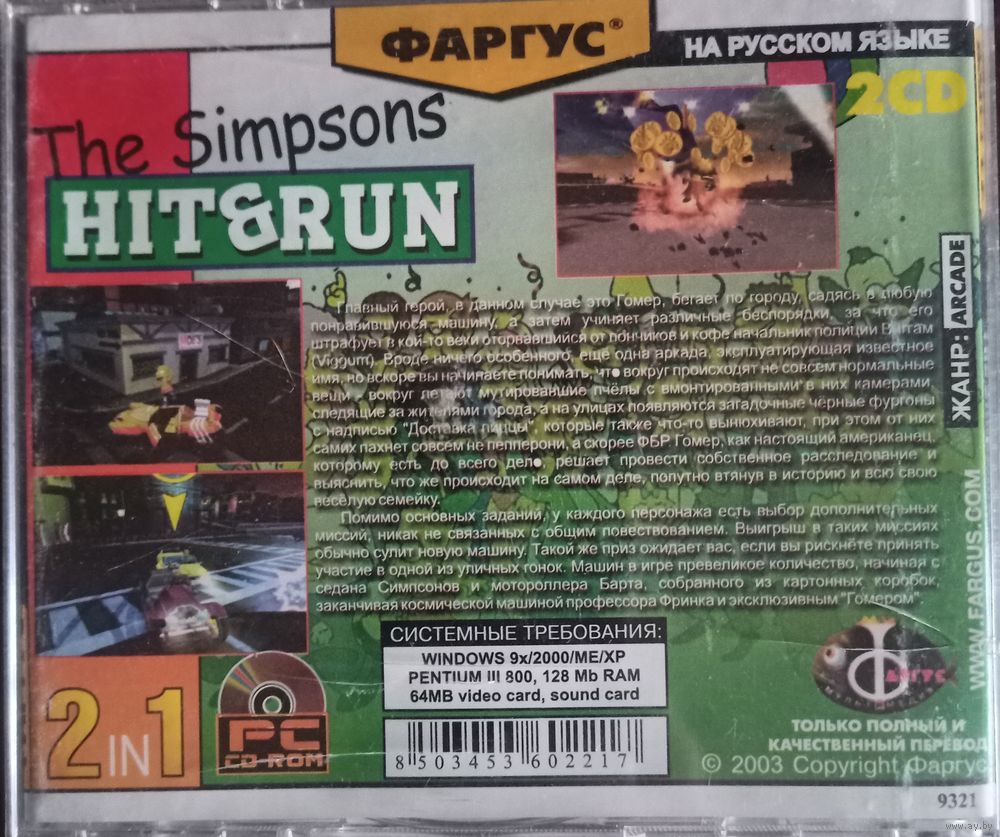 ФАРГУС®
НА РУССКОМ ЯЗЫКЕ
2CD
The Simpsons
HIT&RUN
ЖАНР: ARCADE
Главный герой, в данном случае это Гомер, бегает по городу, садясь в любую
понравившуюся машину, а затем учиняет различные беспорядки, за что его
штрафует в кой-то веки оторвавшийся от пончиков и кофе начальник полиции Виггам
(Viggum). Вроде ничего особенного, еще одна аркада, эксплуатирующая известное
имя, но вскоре вы начинаете понимать, что вокруг происходят не совсем нормальные
вещи - вокруг летают мутировавшие пчёлы с вмонтированными в них камерами,
следящие за жителями города, а на улицах появляются загадочные черные фургоны
с надписью "Доставка пиццы", которые также что-то вынюхивают, при этом от них
самих пахнет совсем не пепперони, а скорее ФБР Гомер, как настоящий американец,
которому есть до всего дело решает провести собственное расследование и
выяснить, что же происходит на самом деле, попутно втянув в историю и всю свою
весёлую семейку.
Помимо основных заданий, у каждого персонажа есть выбор дополнительных
миссий, никак не связанных с общим повествованием. Выигрыш в таких миссиях
обычно сулит новую машину. Такой же приз ожидает вас, если вы рискнёте принять
участие в одной из уличных гонок. Машин в игре превеликое количество, начиная с
седана Симпсонов и мотороллера Барта, собранного из картонных коробок,
заканчивая космической машиной профессора Фринка и эксклюзивным "Гомером".
WWW.FARGUS.COM
СИСТЕМНЫЕ ТРЕБОВАНИЯ:
WINDOWS 9x/2000/ME/XP
PENTIUM III 800, 128 Mb RAM
64MB video card, sound card
2 IN 1
PC
CD-ROM
8 503453 602217
ФАРГУС
МУЛЬТИМЕДИА
ТОЛЬКО ПОЛНЫЙ И
КАЧЕСТВЕННЫЙ ПЕРЕВОД
© 2003 Copyright Фаргус
9321
www.ay.by